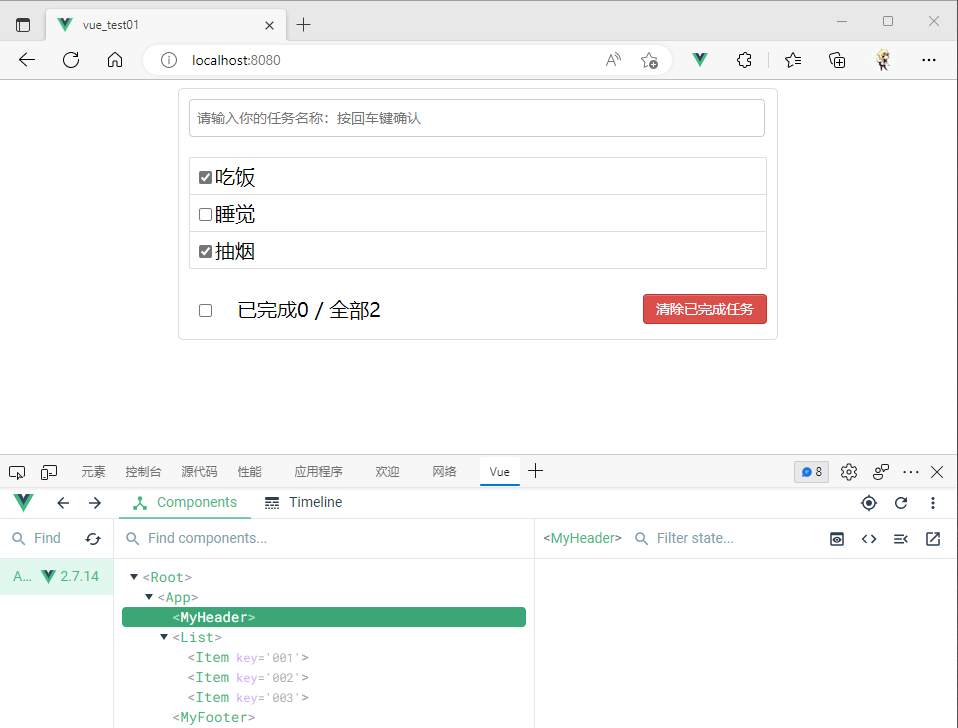 vue_test01
localhost:8080
请输入你的任务名称：按回车键确认
吃饭
睡觉
抽烟
已完成0 / 全部2
清除已完成任务
元素 控制台 源代码 性能 应用程序 欢迎 网络 Vue 8
Components Timeline
Find Find components... <MyHeader> Filter state...
A... 2.7.14
<Root>
<App>
<MyHeader>
<List>
<Item key='001'>
<Item key='002'>
<Item key='003'>
<MyFooter>